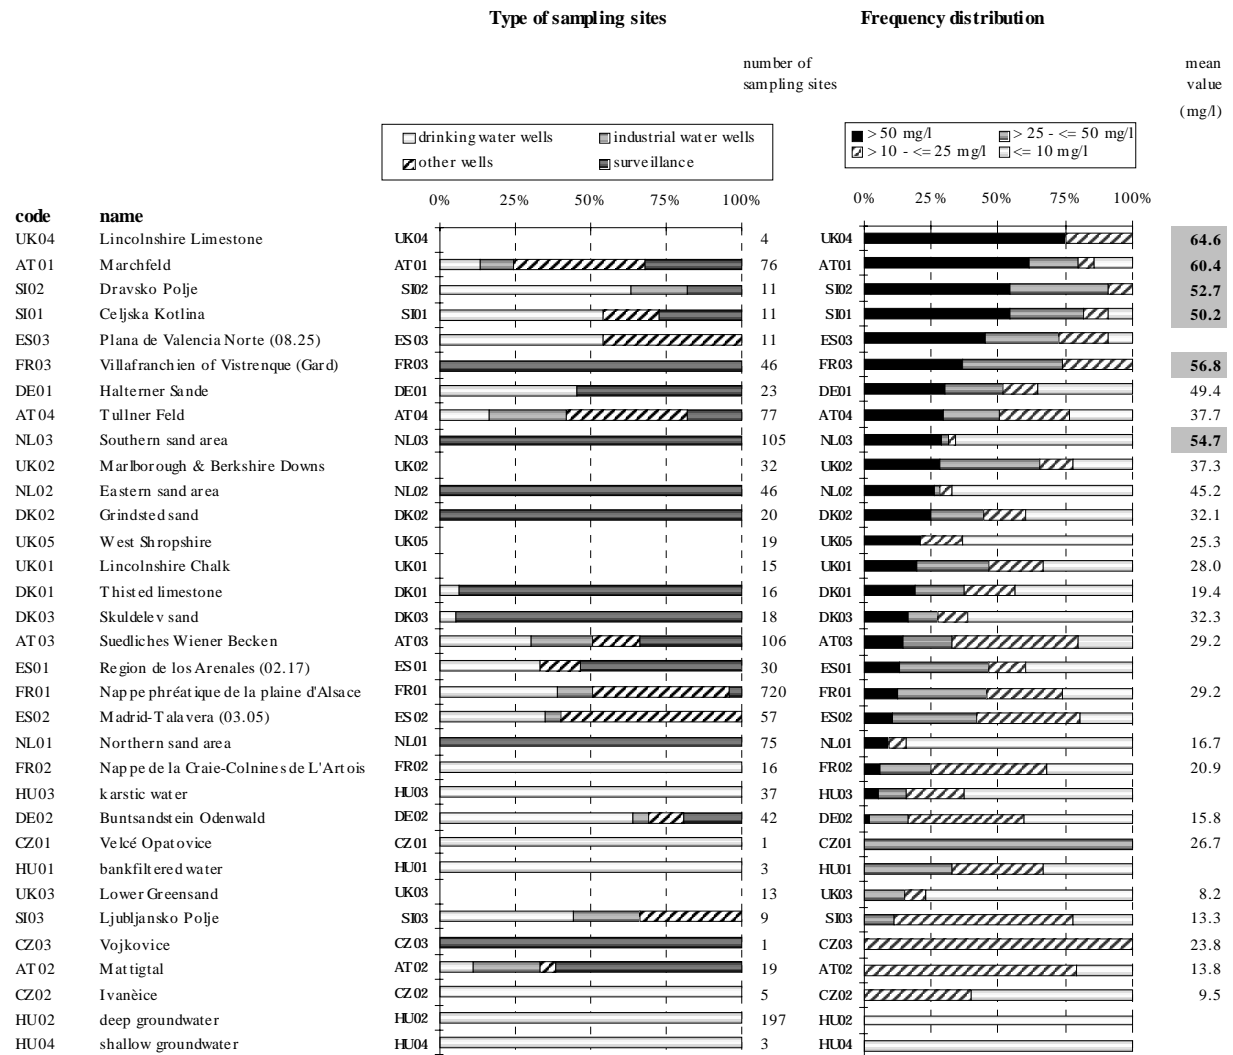 Type of sampling sites Frequency distribution
number of sampling sites
mean value (mg/l)
drinking water wells industrial water wells
other wells surveillance
> 50 mg/l > 25 - <= 50 mg/l
> 10 - <= 25 mg/l <= 10 mg/l
0% 25% 50% 75% 100% 0% 25% 50% 75% 100%
code name
UK04 Lincolnshire Limestone UK04 4 UK04 64.6
AT01 Marchfeld AT01 76 AT01 60.4
SI02 Dravsko Polje SI02 11 SI02 52.7
SI01 Celjska Kotlina SI01 11 SI01 50.2
ES03 Plana de Valencia Norte (08.25) ES03 11 ES03
FR03 Villafranchien of Vistrenque (Gard) FR03 46 FR03 56.8
DE01 Halterner Sande DE01 23 DE01 49.4
AT04 Tullner Feld AT04 77 AT04 37.7
NL03 Southern sand area NL03 105 NL03 54.7
UK02 Marlborough & Berkshire Downs UK02 32 UK02 37.3
NL02 Eastern sand area NL02 46 NL02 45.2
DK02 Grindsted sand DK02 20 DK02 32.1
UK05 West Shropshire UK05 19 UK05 25.3
UK01 Lincolnshire Chalk UK01 15 UK01 28.0
DK01 Thisted limestone DK01 16 DK01 19.4
DK03 Skuldelev sand DK03 18 DK03 32.3
AT03 Suedliches Wiener Becken AT03 106 AT03 29.2
ES01 Region de los Arenales (02.17) ES01 30 ES01
FR01 Nappe phréatique de la plaine d'Alsace FR01 720 FR01 29.2
ES02 Madrid-Talavera (03.05) ES02 57 ES02
NL01 Northern sand area NL01 75 NL01 16.7
FR02 Nappe de la Craie-Colnines de L'Artois FR02 16 FR02 20.9
HU03 karstic water HU03 37 HU03
DE02 Buntsandstein Odenwald DE02 42 DE02 15.8
CZ01 Velcé Opatovice CZ01 1 CZ01 26.7
HU01 bankfiltered water HU01 3 HU01
UK03 Lower Greensand UK03 13 UK03 8.2
SI03 Ljubljansko Polje SI03 9 SI03 13.3
CZ03 Vojkovice CZ03 1 CZ03 23.8
AT02 Mattigtal AT02 19 AT02 13.8
CZ02 Ivanèice CZ02 5 CZ02 9.5
HU02 deep groundwater HU02 197 HU02
HU04 shallow groundwater HU04 3 HU04